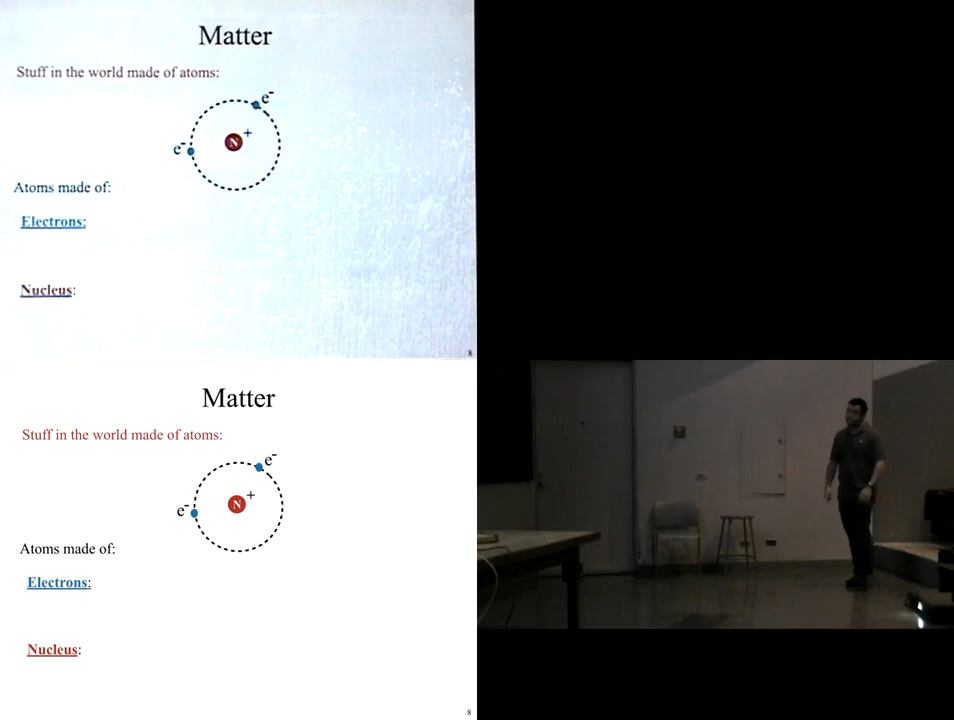 Matter
Stuff in the world made of atoms:
e-
N +
e-
Atoms made of:
Electrons:
Nucleus:
8
Matter
Stuff in the world made of atoms:
e-
N +
e-
Atoms made of:
Electrons:
Nucleus:
8